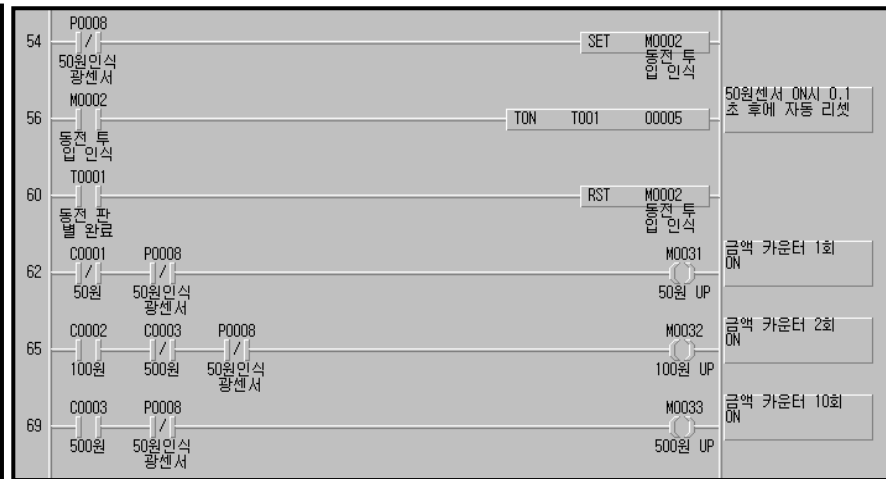 P0008
54
SET M0002
50원인식
광센서
동전 투
입 인식
M0002
56
TON T001 00005
50원센서 ON시 0.1
초 후에 자동 리셋
동전 투
입 인식
T0001
60
RST M0002
동전 판
별 완료
동전 투
입 인식
C0001 P0008 M0031
62
50원 50원인식
광센서
50원 UP
금액 카운터 1회
ON
C0002 C0003 P0008 M0032
65
100원 500원 50원인식
광센서
100원 UP
금액 카운터 2회
ON
C0003 P0008 M0033
69
500원 50원인식
광센서
500원 UP
금액 카운터 10회
ON